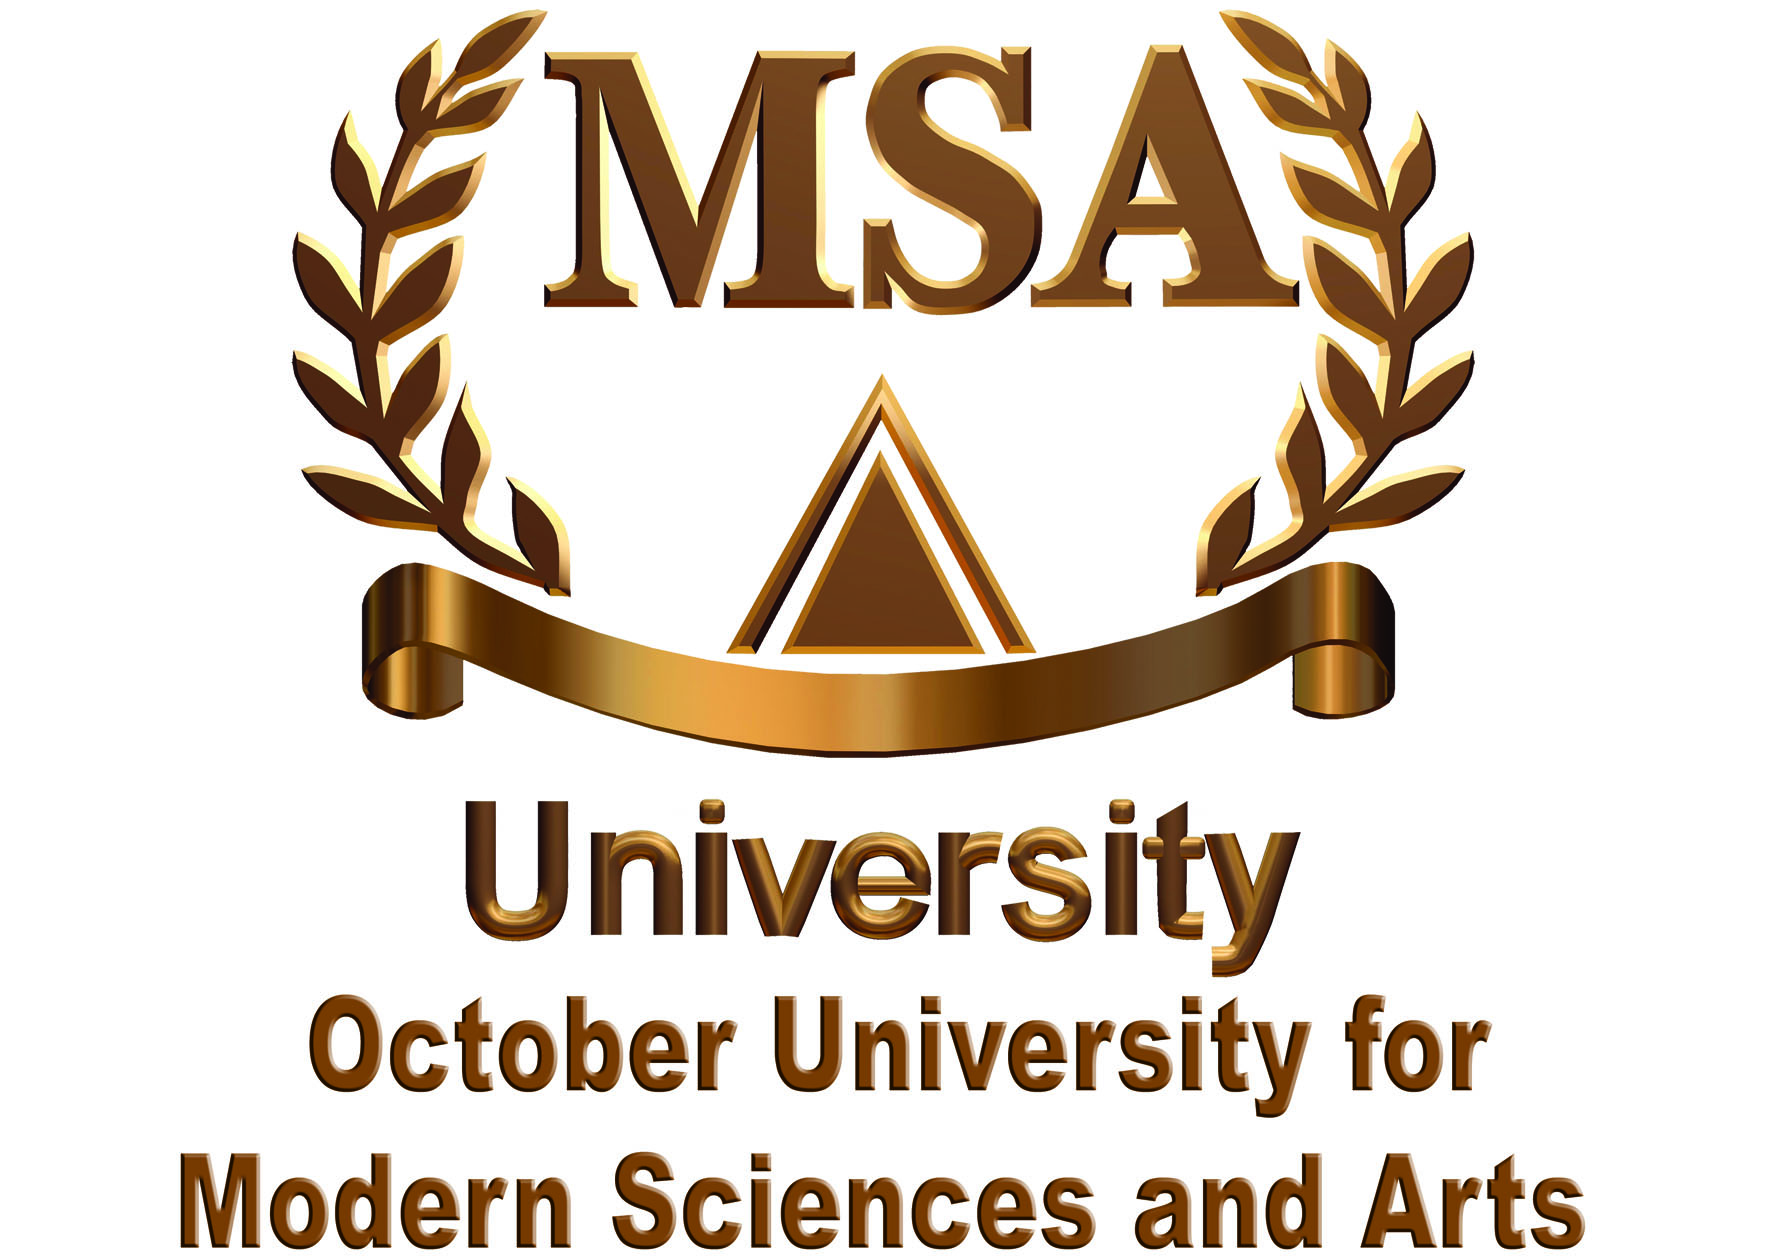 MSA
University
October University for
Modern Sciences and Arts